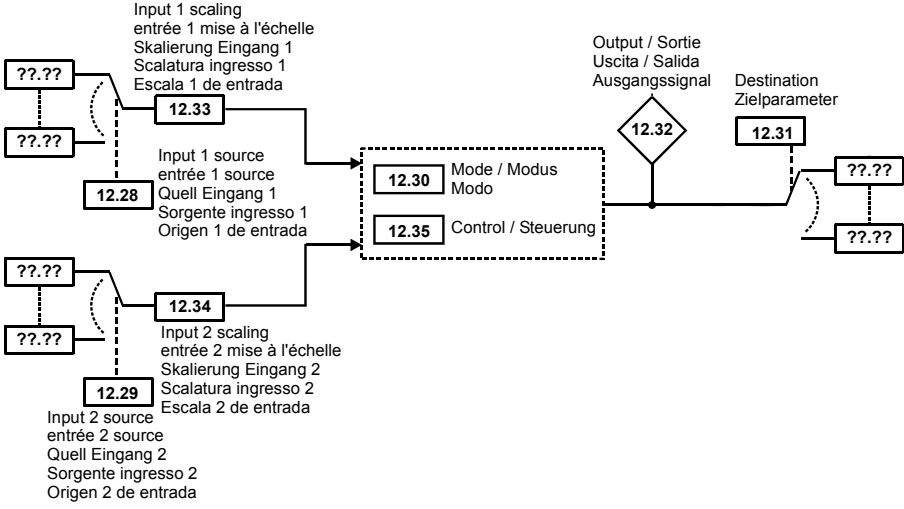 Input 1 scaling
entrée 1 mise à l'échelle
Skalierung Eingang 1
Scalatura ingresso 1
Escala 1 de entrada
??.??
12.33
??.??
12.28
Input 1 source
entrée 1 source
Quell Eingang 1
Sorgente ingresso 1
Origen 1 de entrada
??.??
12.34
??.??
12.29
Input 2 scaling
entrée 2 mise à l'échelle
Skalierung Eingang 2
Scalatura ingresso 2
Escala 2 de entrada
Input 2 source
entrée 2 source
Quell Eingang 2
Sorgente ingresso 2
Origen 2 de entrada
12.30
Mode / Modus
Modo
12.35
Control / Steuerung
Output / Sortie
Uscita / Salida
Ausgangssignal
12.32
Destination
Zielparameter
12.31
??.??
??.??